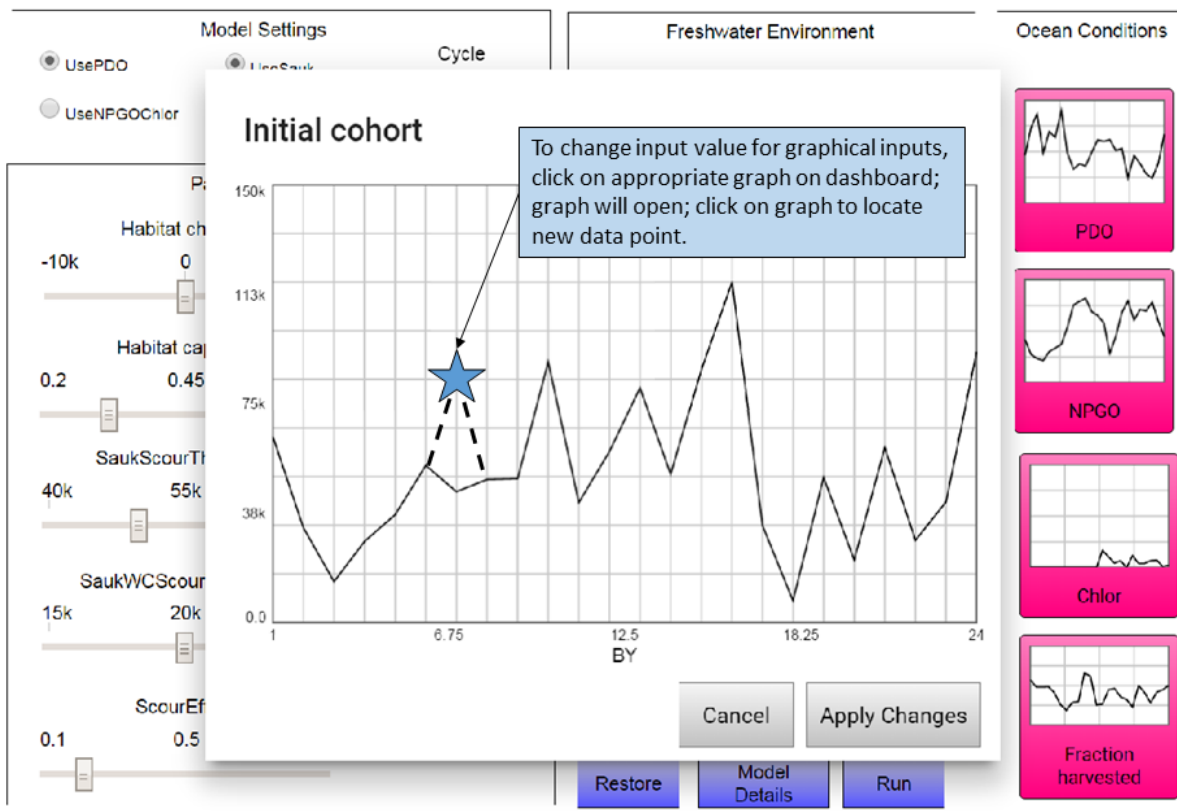 Model Settings
Freshwater Environment
Ocean Conditions
UsePDO
UseSauk
Cycle
UseNPGOChlor
Initial cohort
To change input value for graphical inputs,
click on appropriate graph on dashboard;
graph will open; click on graph to locate
new data point.
150k
113k
75k
38k
0.0
1
6.75
12.5
18.25
24
BY
Cancel
Apply Changes
Habitat ch
-10k
0
Habitat cap
0.2
0.45
SaukScourTh
40k
55k
SaukWCScour
15k
20k
ScourEf
0.1
0.5
PDO
NPGO
Chlor
Fraction
harvested
Restore
Model
Details
Run